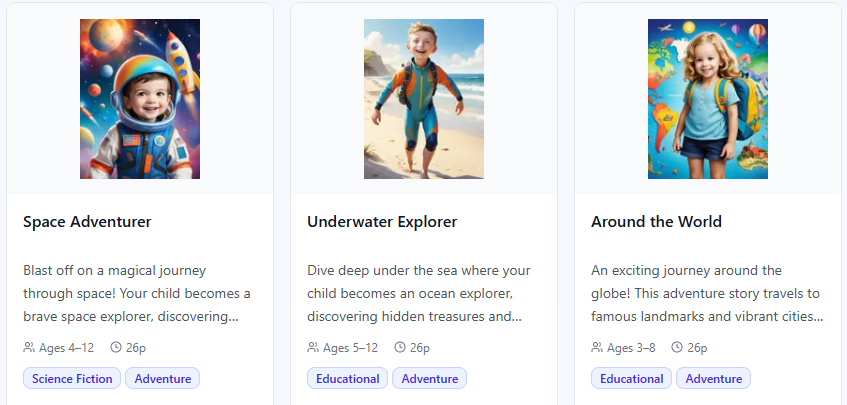 Space Adventurer
Blast off on a magical journey
through space! Your child becomes a
brave space explorer, discovering...
Ages 4–12 26p
Science Fiction Adventure
Underwater Explorer
Dive deep under the sea where your
child becomes an ocean explorer,
discovering hidden treasures and...
Ages 5–12 26p
Educational Adventure
Around the World
An exciting journey around the
globe! This adventure story travels to
famous landmarks and vibrant cities...
Ages 3–8 26p
Educational Adventure